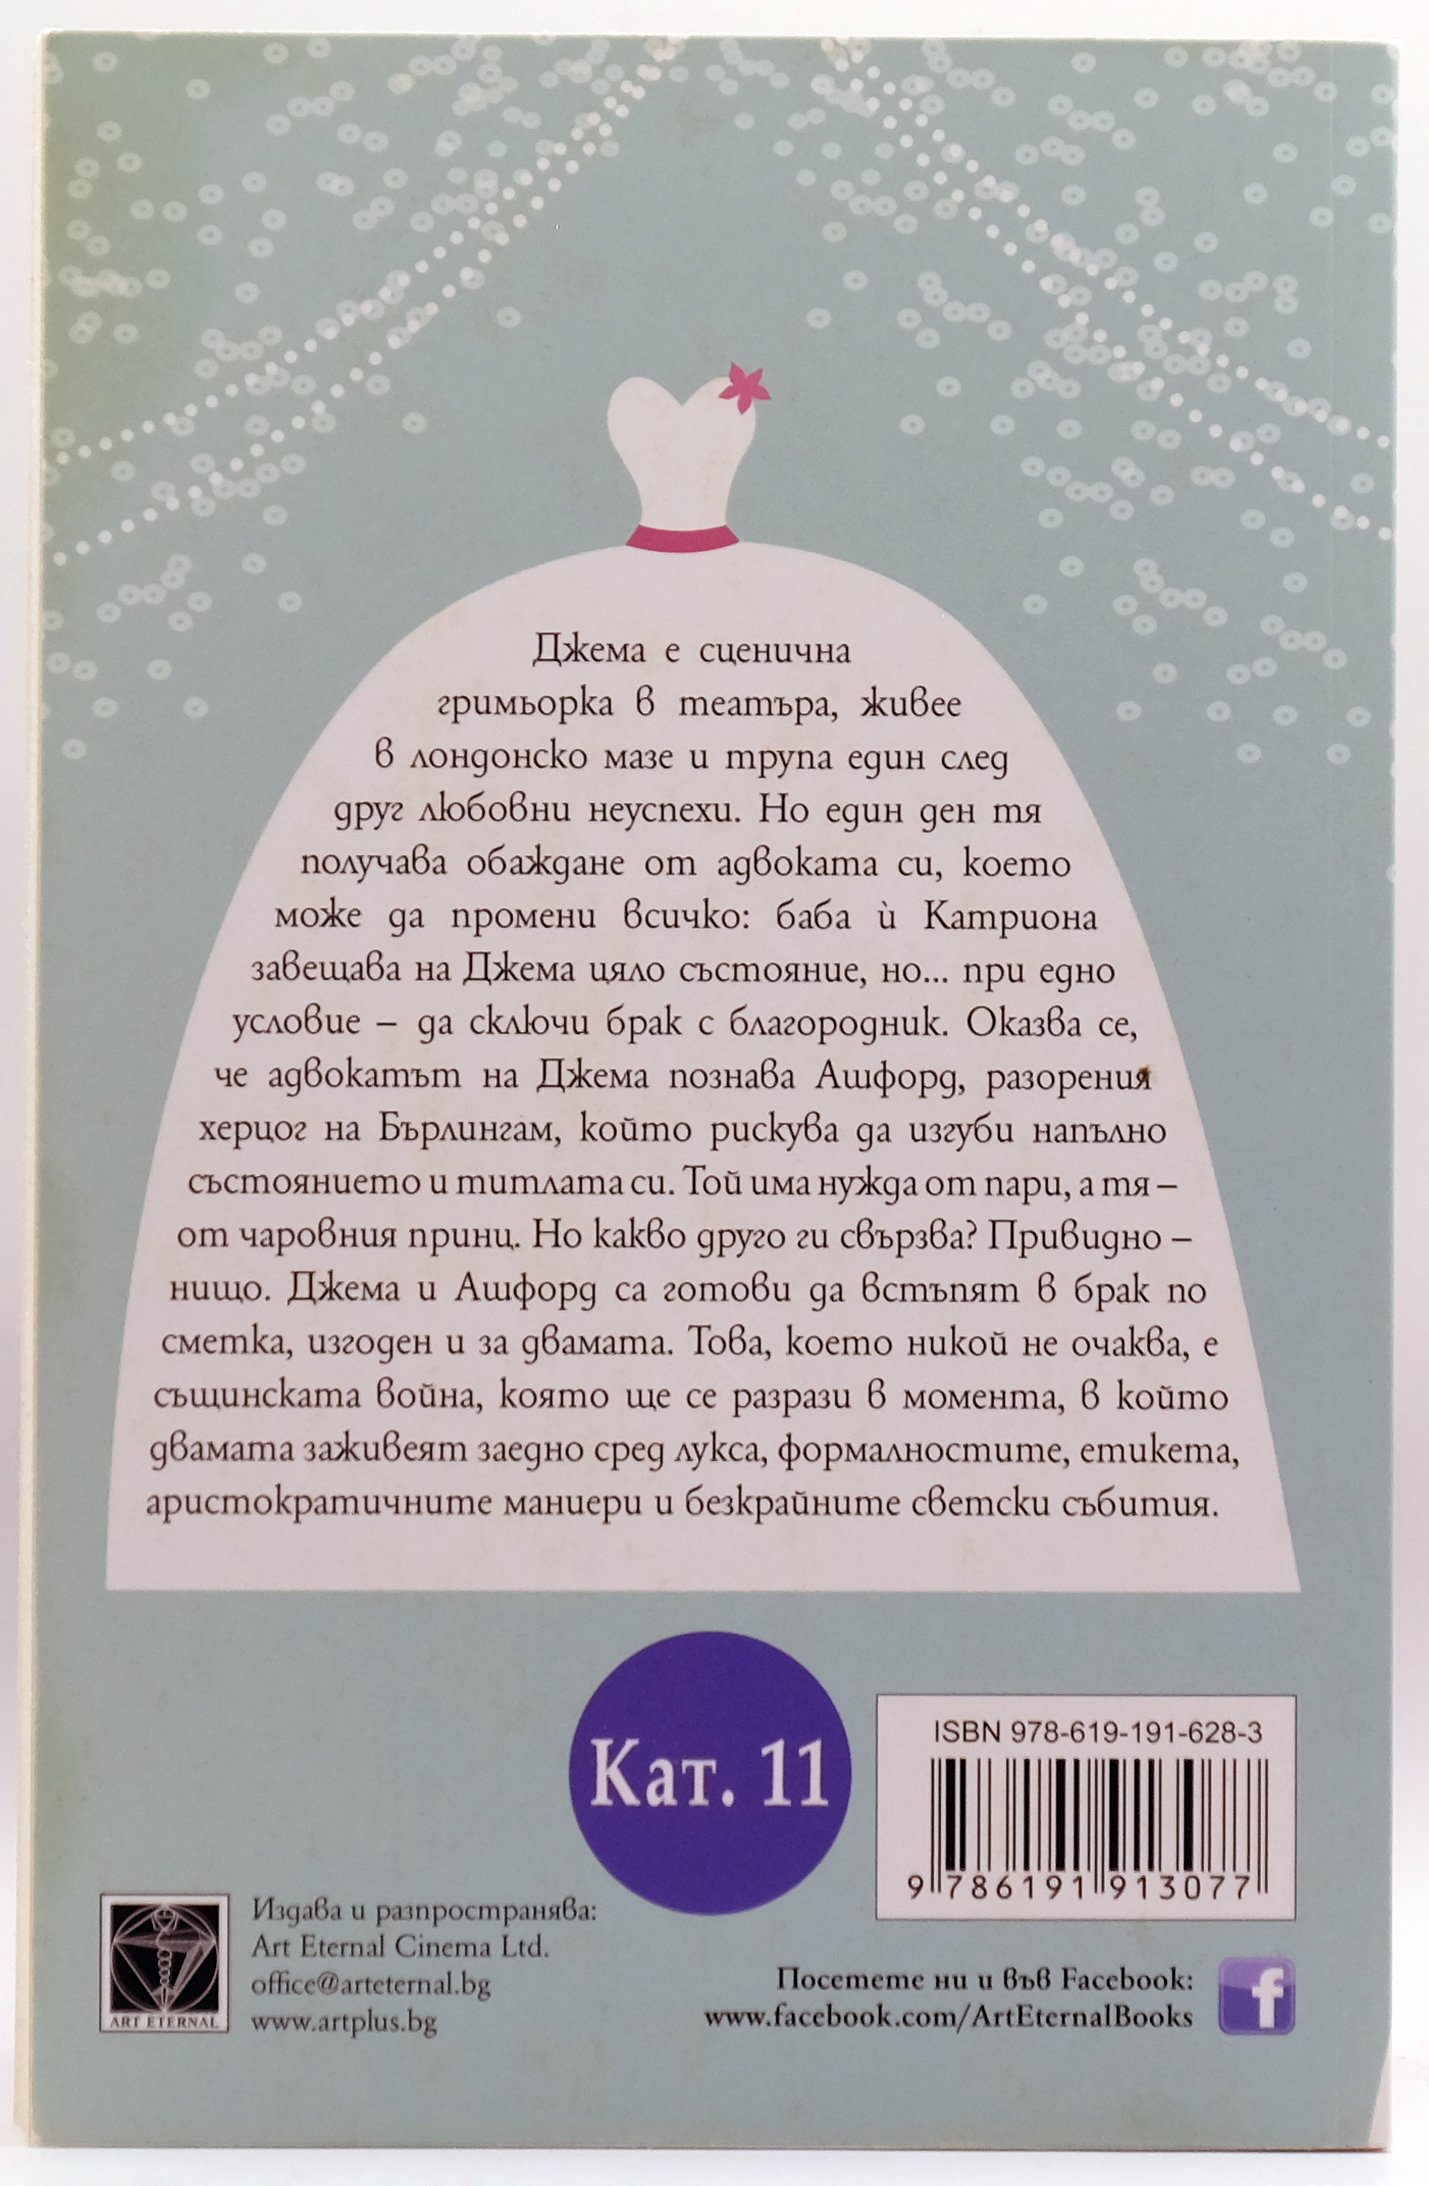 Джема е сценична
гримьорка в театъра, живее
в лондонско мазе и трупа един след
друг любовни неуспехи. Но един ден тя
получава обаждане от адвоката си, което
може да промени всичко: баба ѝ Катриона
завещава на Джема цяло състояние, но... при едно
условие – да сключи брак с благородник. Оказва се,
че адвокатът на Джема познава Ашфорд, разорения
херцог на Бърлингам, който рискува да изгуби напълно
състоянието и титлата си. Той има нужда от пари, а тя –
от чаровния принц. Но какво друго ги свързва? Привидно –
нищо. Джема и Ашфорд са готови да встъпят в брак по
сметка, изгоден и за двамата. Това, което никой не очаква, е
същинската война, която ще се разрази в момента, в който
двамата заживеят заедно сред лукса, формалностите, етикета,
аристократичните маниери и безкрайните светски събития.
Кат. 11
ISBN 978-619-191-628-3
9 786191 913077
Издава и разпространява:
Art Eternal Cinema Ltd.
office@arteternal.bg
www.artplus.bg
ART ETERNAL
Посетете ни и във Facebook:
www.facebook.com/ArtEternalBooks
f